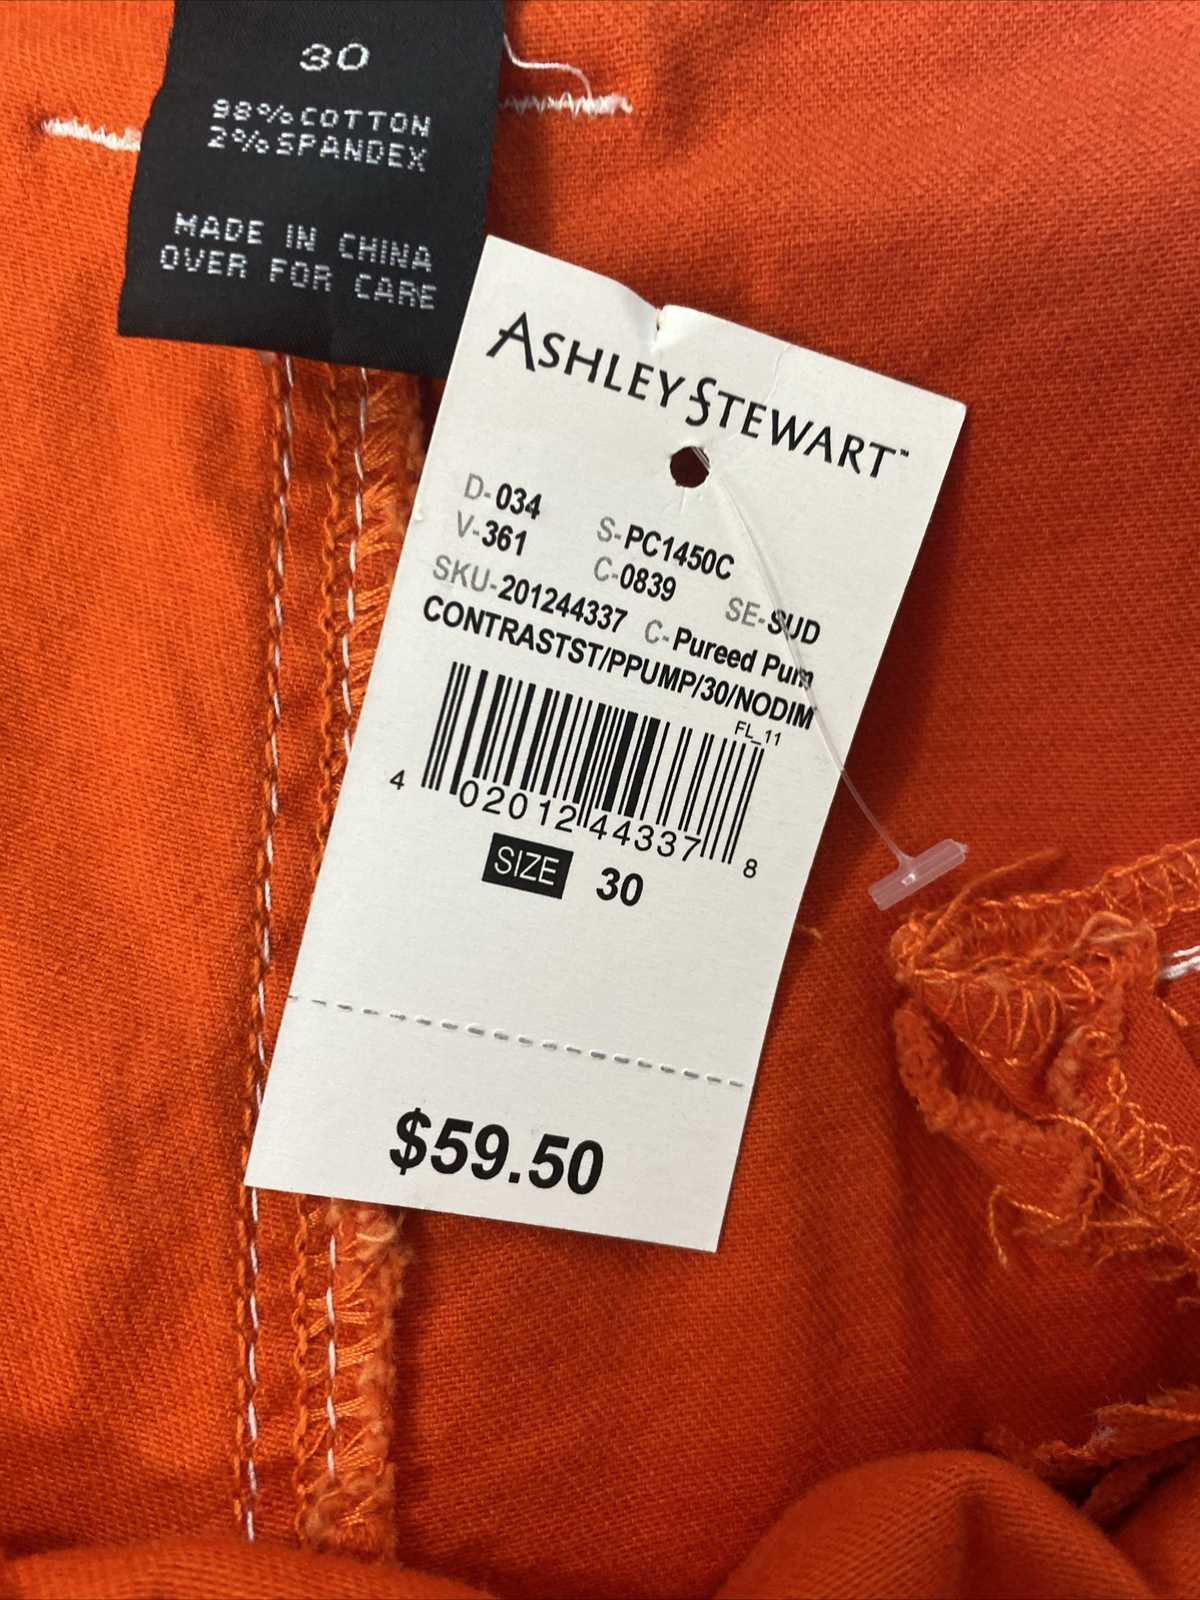 30
98% COTTON
2% SPANDEX
MADE IN CHINA
OVER FOR CARE
ASHLEY STEWART™
D-034 S-PC1450C
V-361 C-0839 SE-SUD
SKU-201244337 C-Pureed Pum
CONTRASTST/PPUMP/30/NODIM
FL_11
4 02012 44337 8
SIZE 30
$59.50